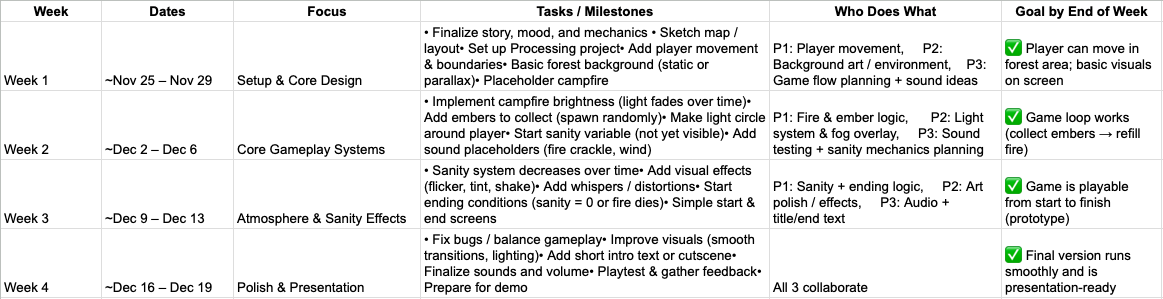 Week Dates Focus Tasks / Milestones Who Does What Goal by End of Week
• Finalize story, mood, and mechanics • Sketch map /
layout• Set up Processing project• Add player movement
& boundaries• Basic forest background (static or
parallax)• Placeholder campfire
P1: Player movement, P2:
Background art / environment, P3:
Game flow planning + sound ideas
✅ Player can move in
forest area; basic visuals
on screen
Week 1 ~Nov 25 – Nov 29 Setup & Core Design
• Implement campfire brightness (light fades over time)•
Add embers to collect (spawn randomly)• Make light circle
around player• Start sanity variable (not yet visible)• Add
sound placeholders (fire crackle, wind)
P1: Fire & ember logic, P2: Light
system & fog overlay, P3: Sound
testing + sanity mechanics planning
✅ Game loop works
(collect embers → refill
fire)
Week 2 ~Dec 2 – Dec 6 Core Gameplay Systems
• Sanity system decreases over time• Add visual effects
(flicker, tint, shake)• Add whispers / distortions• Start
ending conditions (sanity = 0 or fire dies)• Simple start &
end screens
P1: Sanity + ending logic, P2: Art
polish / effects, P3: Audio +
title/end text
✅ Game is playable
from start to finish
(prototype)
Week 3 ~Dec 9 – Dec 13 Atmosphere & Sanity Effects
• Fix bugs / balance gameplay• Improve visuals (smooth
transitions, lighting)• Add short intro text or cutscene•
Finalize sounds and volume• Playtest & gather feedback•
Prepare for demo
All 3 collaborate
✅ Final version runs
smoothly and is
presentation-ready
Week 4 ~Dec 16 – Dec 19 Polish & Presentation